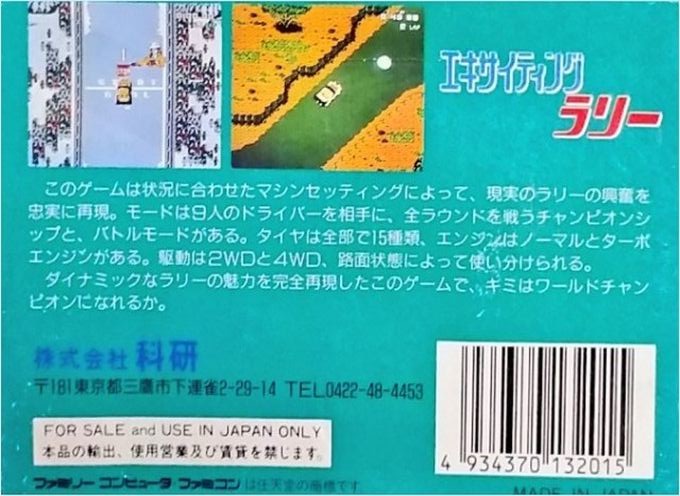 エキサイティング
ラリー
このゲームは状況に合わせたマシンセッティングによって、現実のラリーの興奮を
忠実に再現。モードは9人のドライバーを相手に、全ラウンドを戦うチャンピオンシ
ップと、バトルモードがある。タイヤは全部で15種類、エンジンはノーマルとターボ
エンジンがある。駆動は2WDと4WD、路面状態によって使い分けられる。
ダイナミックなラリーの魅力を完全再現したこのゲームで、キミはワールドチャン
ピオンになれるか。
株式会社 科研
〒181東京都三鷹市下連雀2-29-14 TEL0422-48-4453
FOR SALE and USE IN JAPAN ONLY
本品の輸出、使用営業及び賃貸を禁じます。
ファミリーコンピュータ・ファミコンは任天堂の商標です
4 934370 132015
MADE IN JAPAN